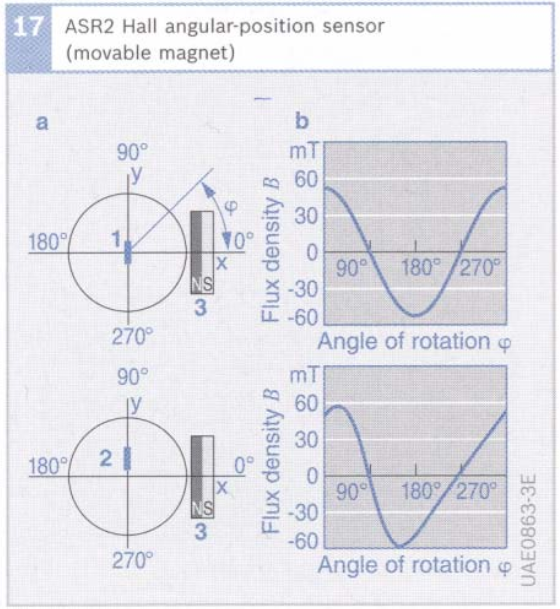 17 ASR2 Hall angular-position sensor
(movable magnet)
a
90°
y
φ
180°
1
0°
x
N S
3
270°
b
mT
60
30
0
-30
-60
Flux density B
90° 180° 270°
Angle of rotation φ
90°
y
180°
2
0°
x
N S
3
270°
mT
60
30
0
-30
-60
Flux density B
90° 180° 270°
Angle of rotation φ
UAE0863-3E